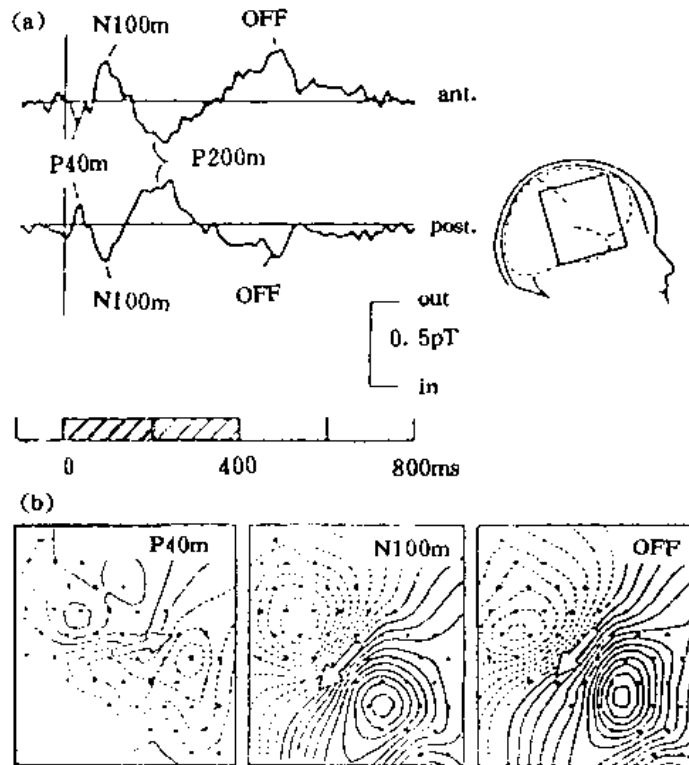 (a)
N100m
OFF
ant.
P40m
P200m
post.
N100m
OFF
out
0.5pT
in
0
400
800ms
(b)
P40m
N100m
OFF